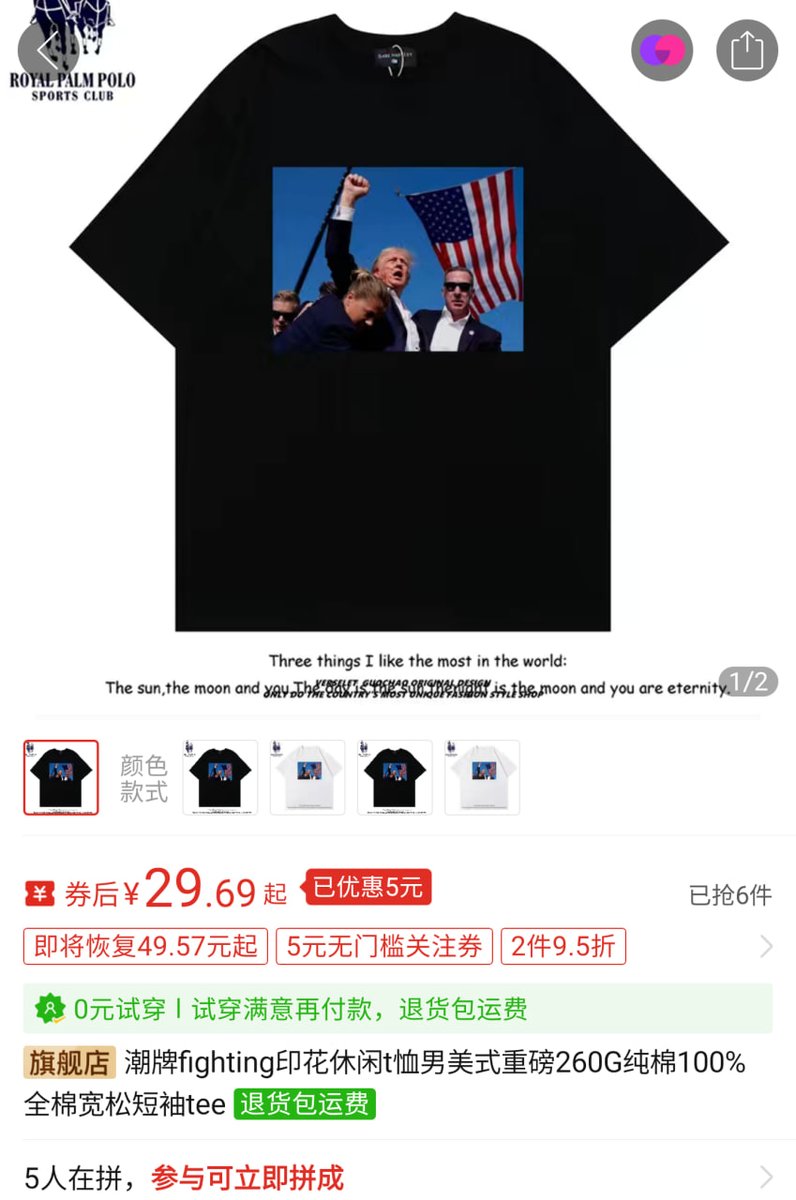 ROYAL PALM POLO
SPORTS CLUB
Three things I like the most in the world:
The sun,the moon and you.The day is the sun,the night is the moon and you are eternity.
ONLY DO THE COUNTRY'S MOST UNIQUE FASHION STYLE SHOP
1/2
颜色
款式
券后¥29.69起 已优惠5元 已抢6件
即将恢复49.57元起 5元无门槛关注券 2件9.5折
0元试穿 | 试穿满意再付款，退货包运费
旗舰店 潮牌fighting印花休闲t恤男美式重磅260G纯棉100%
全棉宽松短袖tee 退货包运费
5人在拼，参与可立即拼成